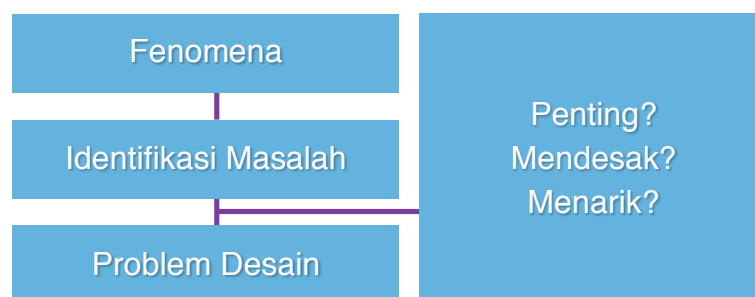 Fenomena
Identifikasi Masalah
Problem Desain
Penting?
Mendesak?
Menarik?